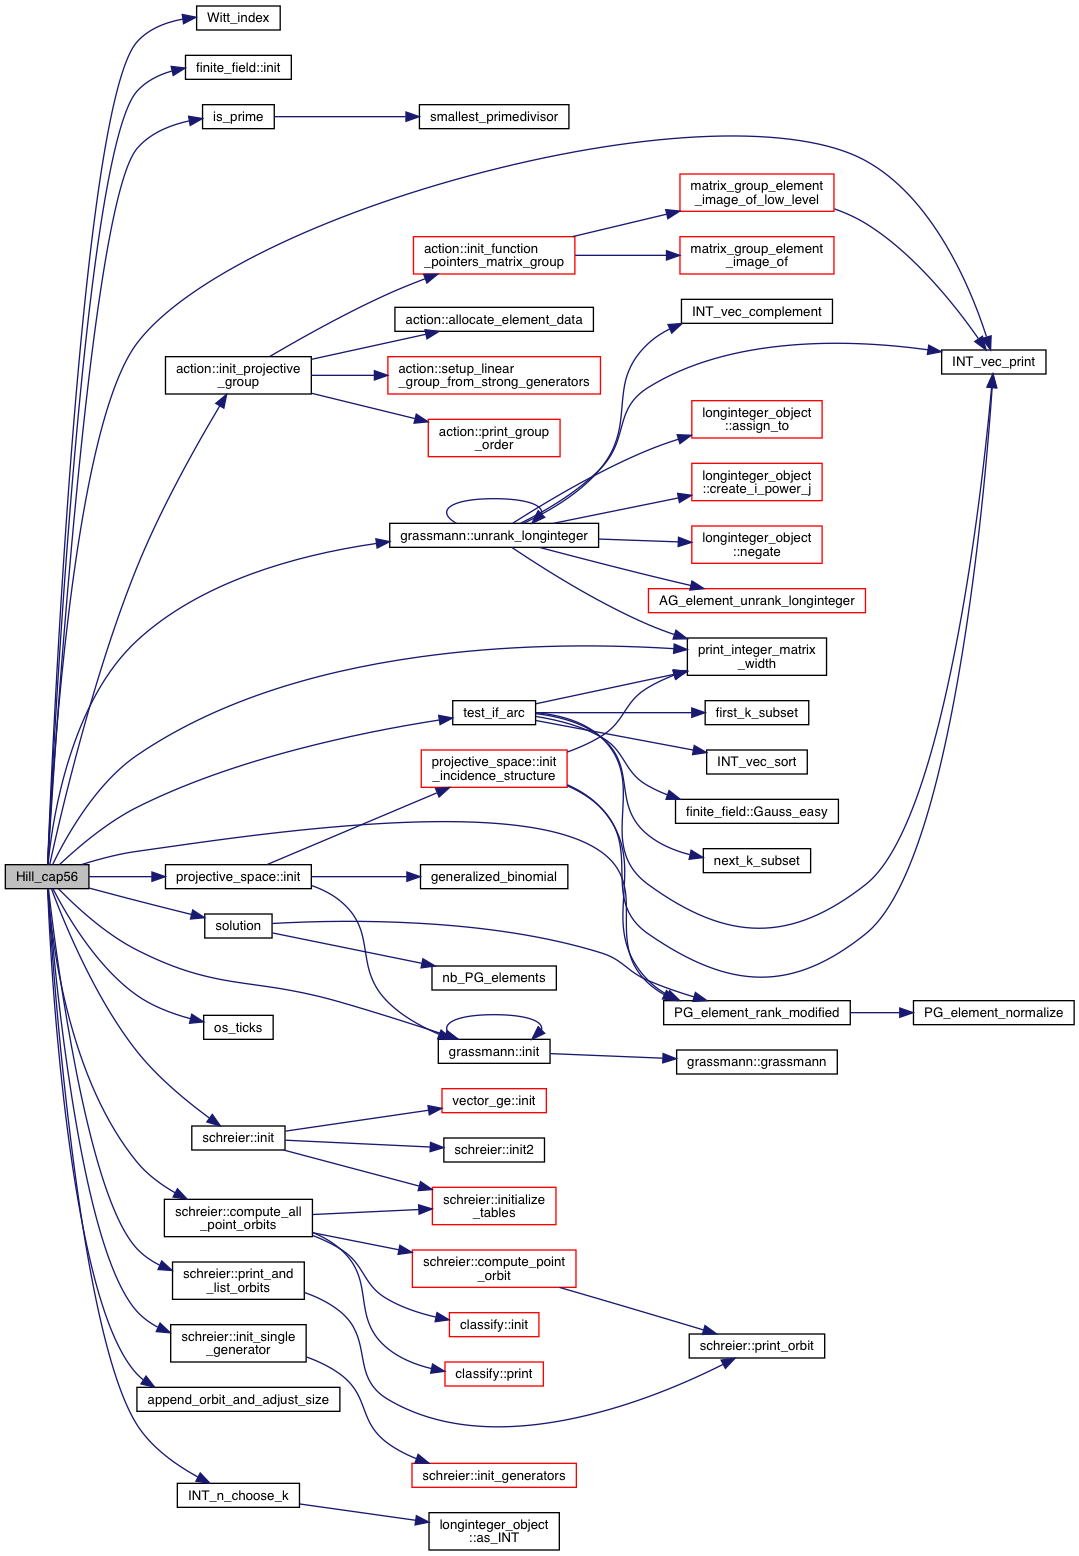 Witt_index
finite_field::init
is_prime
smallest_primedivisor
matrix_group_element
_image_of_low_level
action::init_function
_pointers_matrix_group
matrix_group_element
_image_of
INT_vec_complement
action::allocate_element_data
INT_vec_print
action::init_projective
_group
action::setup_linear
_group_from_strong_generators
longinteger_object
::assign_to
action::print_group
_order
longinteger_object
::create_i_power_j
grassmann::unrank_longinteger
longinteger_object
::negate
AG_element_unrank_longinteger
print_integer_matrix
_width
test_if_arc
first_k_subset
projective_space::init
_incidence_structure
INT_vec_sort
finite_field::Gauss_easy
next_k_subset
Hill_cap56
projective_space::init
generalized_binomial
solution
nb_PG_elements
PG_element_rank_modified
PG_element_normalize
os_ticks
grassmann::init
grassmann::grassmann
vector_ge::init
schreier::init
schreier::init2
schreier::initialize
_tables
schreier::compute_all
_point_orbits
schreier::compute_point
_orbit
schreier::print_and
_list_orbits
classify::init
schreier::init_single
_generator
schreier::print_orbit
classify::print
append_orbit_and_adjust_size
schreier::init_generators
INT_n_choose_k
longinteger_object
::as_INT